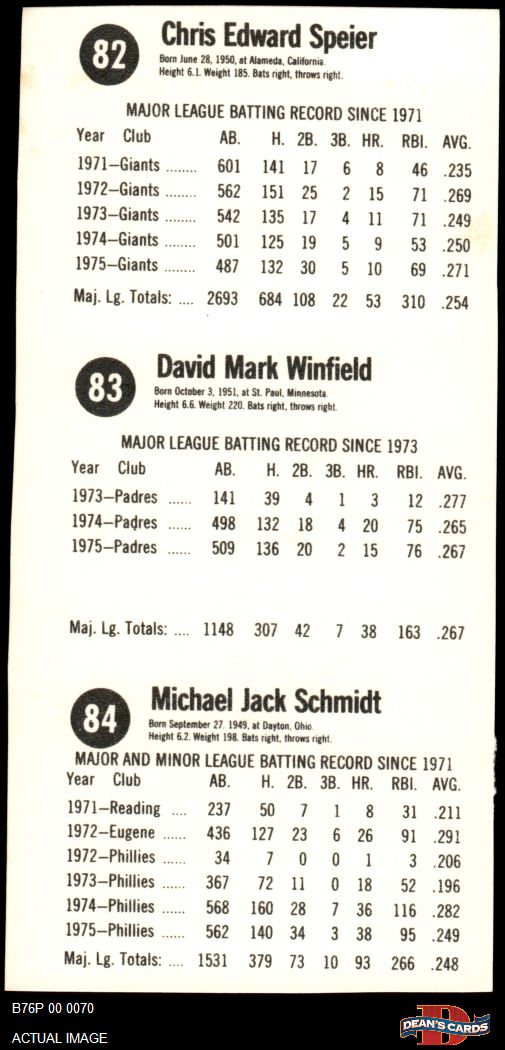 82
Chris Edward Speier
Born June 28, 1950, at Alameda, California.
Height 6.1. Weight 185. Bats right, throws right.
MAJOR LEAGUE BATTING RECORD SINCE 1971
Year Club AB. H. 2B. 3B. HR. RBI. AVG.
1971—Giants ........ 601 141 17 6 8 46 .235
1972—Giants ........ 562 151 25 2 15 71 .269
1973—Giants ........ 542 135 17 4 11 71 .249
1974—Giants ........ 501 125 19 5 9 53 .250
1975—Giants ........ 487 132 30 5 10 69 .271
Maj. Lg. Totals: .... 2693 684 108 22 53 310 .254
83
David Mark Winfield
Born October 3, 1951, at St. Paul, Minnesota.
Height 6.6. Weight 220. Bats right, throws right.
MAJOR LEAGUE BATTING RECORD SINCE 1973
Year Club AB. H. 2B. 3B. HR. RBI. AVG.
1973—Padres ...... 141 39 4 1 3 12 .277
1974—Padres ...... 498 132 18 4 20 75 .265
1975—Padres ...... 509 136 20 2 15 76 .267
Maj. Lg. Totals: .... 1148 307 42 7 38 163 .267
84
Michael Jack Schmidt
Born September 27, 1949, at Dayton, Ohio.
Height 6.2. Weight 198. Bats right, throws right.
MAJOR AND MINOR LEAGUE BATTING RECORD SINCE 1971
Year Club AB. H. 2B. 3B. HR. RBI. AVG.
1971—Reading .... 237 50 7 1 8 31 .211
1972—Eugene ...... 436 127 23 6 26 91 .291
1972—Phillies ...... 34 7 0 0 1 3 .206
1973—Phillies ...... 367 72 11 0 18 52 .196
1974—Phillies ...... 568 160 28 7 36 116 .282
1975—Phillies ...... 562 140 34 3 38 95 .249
Maj. Lg. Totals: .... 1531 379 73 10 93 266 .248
B76P 00 0070
ACTUAL IMAGE
D
DEAN'S CARDS